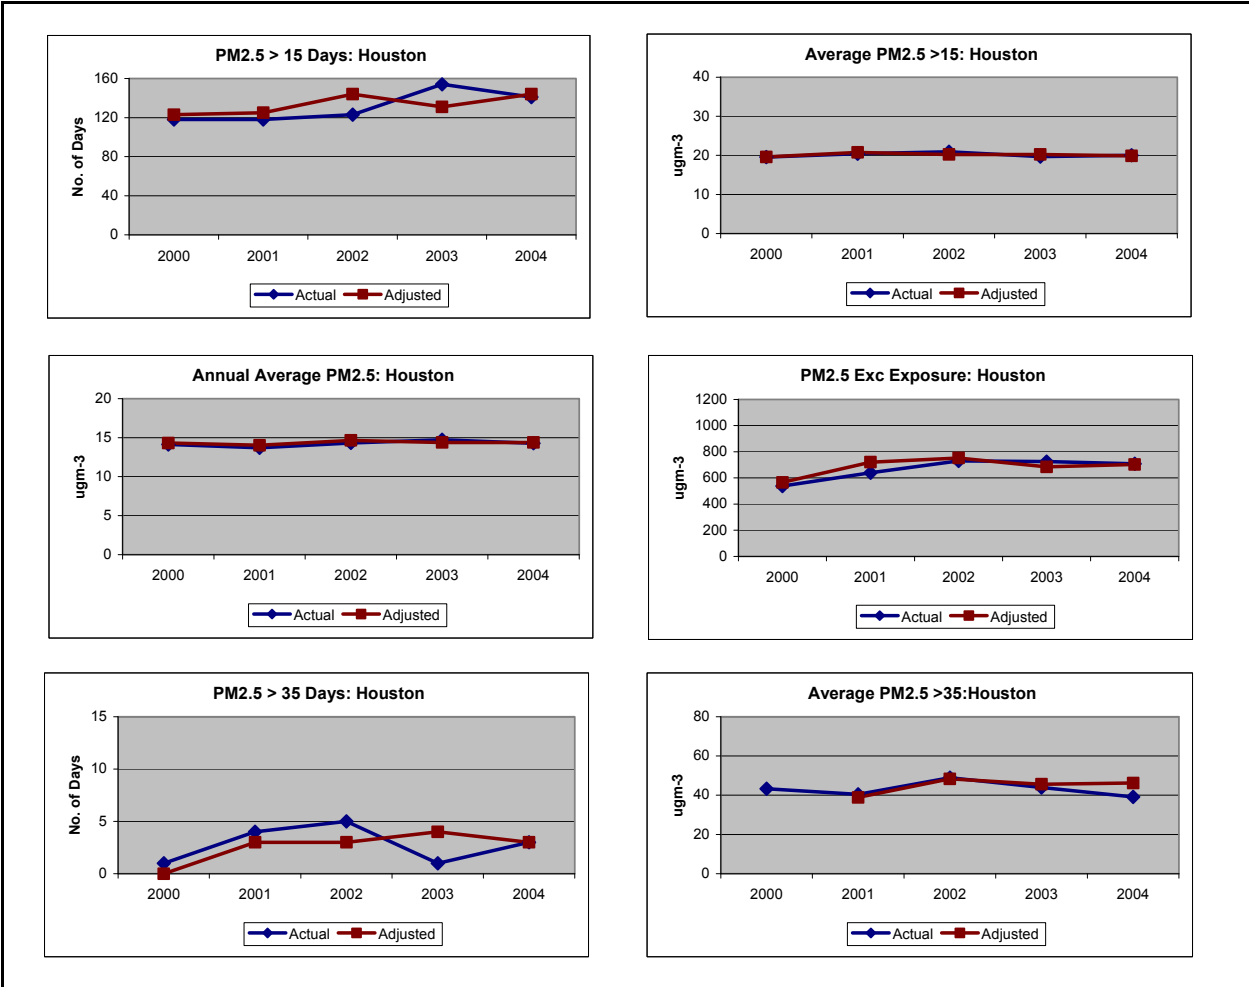 PM2.5 > 15 Days: Houston
160
120
80
40
0
No. of Days
2000 2001 2002 2003 2004
Actual Adjusted
Average PM2.5 >15: Houston
40
30
20
10
0
ugm-3
2000 2001 2002 2003 2004
Actual Adjusted
Annual Average PM2.5: Houston
20
15
10
5
0
ugm-3
2000 2001 2002 2003 2004
Actual Adjusted
PM2.5 Exc Exposure: Houston
1200
1000
800
600
400
200
0
ugm-3
2000 2001 2002 2003 2004
Actual Adjusted
PM2.5 > 35 Days: Houston
15
10
5
0
No. of Days
2000 2001 2002 2003 2004
Actual Adjusted
Average PM2.5 >35:Houston
80
60
40
20
0
ugm-3
2000 2001 2002 2003 2004
Actual Adjusted